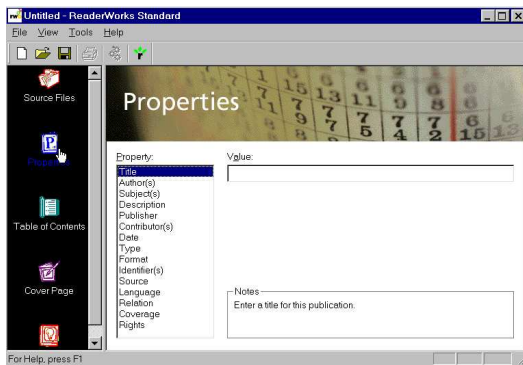 Untitled - ReaderWorks Standard
File View Tools Help
Source Files
Properties
Table of Contents
Cover Page
Properties
Property:
Title
Author(s)
Subject(s)
Description
Publisher
Contributor(s)
Date
Type
Format
Identifier(s)
Source
Language
Relation
Coverage
Rights
Value:
Notes
Enter a title for this publication.
For Help, press F1